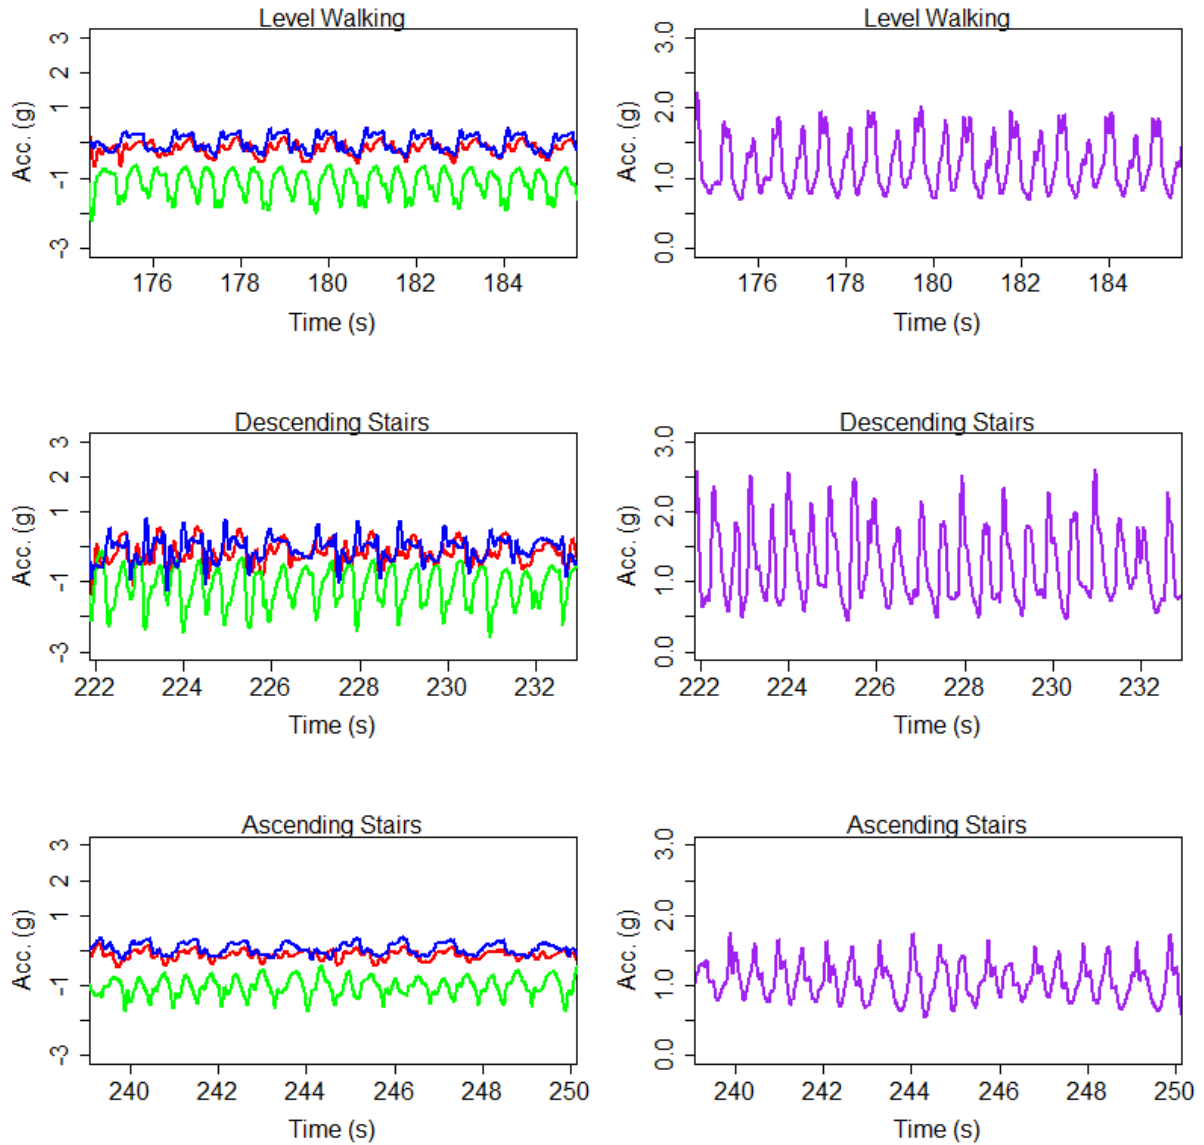 Level Walking
Acc. (g)
3
2
1
-1
-3
176 178 180 182 184
Time (s)
Level Walking
Acc. (g)
3.0
2.0
1.0
0.0
176 178 180 182 184
Time (s)
Descending Stairs
Acc. (g)
3
2
1
-1
-3
222 224 226 228 230 232
Time (s)
Descending Stairs
Acc. (g)
3.0
2.0
1.0
0.0
222 224 226 228 230 232
Time (s)
Ascending Stairs
Acc. (g)
3
2
1
-1
-3
240 242 244 246 248 250
Time (s)
Ascending Stairs
Acc. (g)
3.0
2.0
1.0
0.0
240 242 244 246 248 250
Time (s)